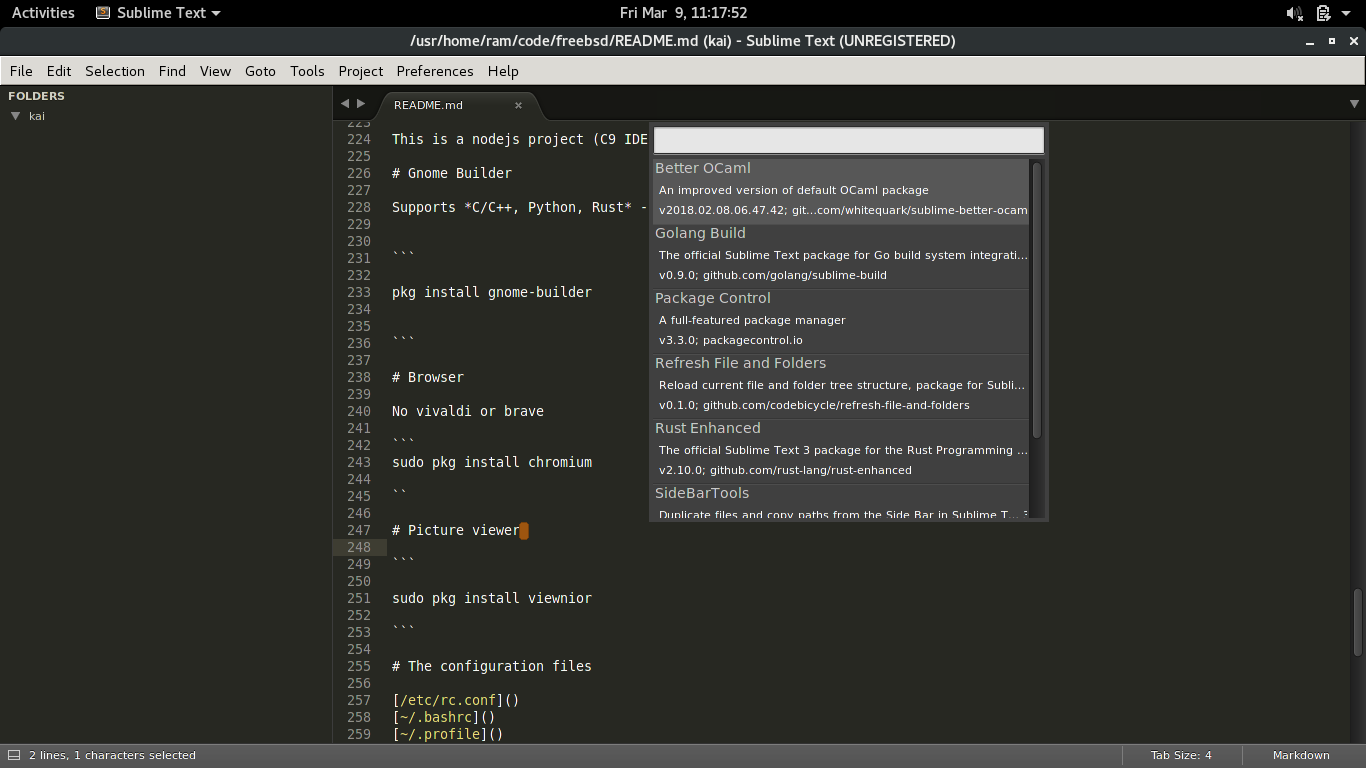 Activities Sublime Text Fri Mar 9, 11:17:52
/usr/home/ram/code/freebsd/README.md (kai) - Sublime Text (UNREGISTERED)
File Edit Selection Find View Goto Tools Project Preferences Help
FOLDERS
kai
README.md
223
224 This is a nodejs project (C9 IDE
225
226 # Gnome Builder
227
228 Supports *C/C++, Python, Rust* -
229
230
231 ```
232
233 pkg install gnome-builder
234
235
236 ```
237
238 # Browser
239
240 No vivaldi or brave
241
242 ```
243 sudo pkg install chromium
244
245 ``
246
247 # Picture viewer
248
249 ```
250
251 sudo pkg install viewnior
252
253 ```
254
255 # The configuration files
256
257 [/etc/rc.conf]()
258 [~/.bashrc]()
259 [~/.profile]()
Better OCaml
An improved version of default OCaml package
v2018.02.08.06.47.42; git...com/whitequark/sublime-better-ocam
Golang Build
The official Sublime Text package for Go build system integrati...
v0.9.0; github.com/golang/sublime-build
Package Control
A full-featured package manager
v3.3.0; packagecontrol.io
Refresh File and Folders
Reload current file and folder tree structure, package for Subli...
v0.1.0; github.com/codebicycle/refresh-file-and-folders
Rust Enhanced
The official Sublime Text 3 package for the Rust Programming ...
v2.10.0; github.com/rust-lang/rust-enhanced
SideBarTools
Duplicate files and copy paths from the Side Bar in Sublime T...
2 lines, 1 characters selected Tab Size: 4 Markdown